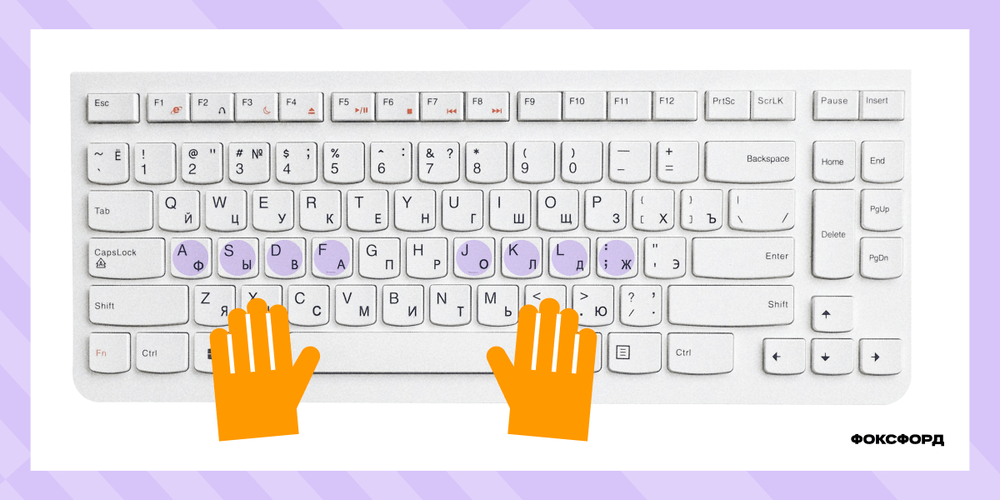 Esc F1 F2 F3 F4 F5 F6 F7 F8 F9 F10 F11 F12 PrtSc ScrLK Pause Insert
~ Ё ` ! 1 @ " 2 # № 3 $ ; 4 % 5 ^ : 6 & ? 7 * 8 ( 9 ) 0 — – + = Backspace Home End
Tab Q Й W Ц E У R К T Е Y Н U Г I Ш O Щ P З { [ Х } ] Ъ | \ / Delete PgUp
CapsLock A A Ф S Ы D В F А G П H Р J О K Л L Д : ; Ж " ' Э Enter PgDn
Shift Z Я X C С V М B И N Т M Ь < > . Ю ? / , . Shift
Fn Ctrl Ctrl
ФОКСФОРД